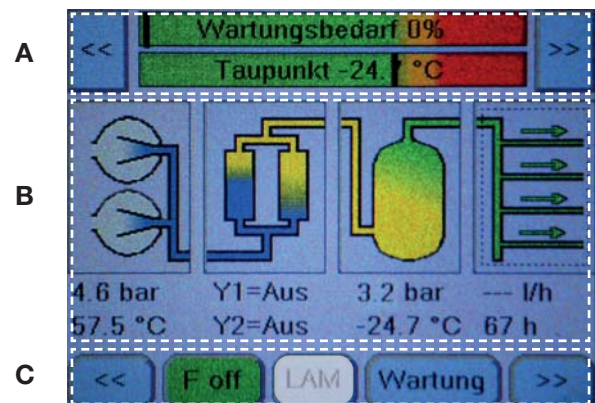 A
<< Wartungsbedarf 0% >>
Taupunkt -24. °C
B
4.6 bar Y1=Aus 3.2 bar --- l/h
57.5 °C Y2=Aus -24.7 °C 67 h
C
<< F off LAM Wartung >>